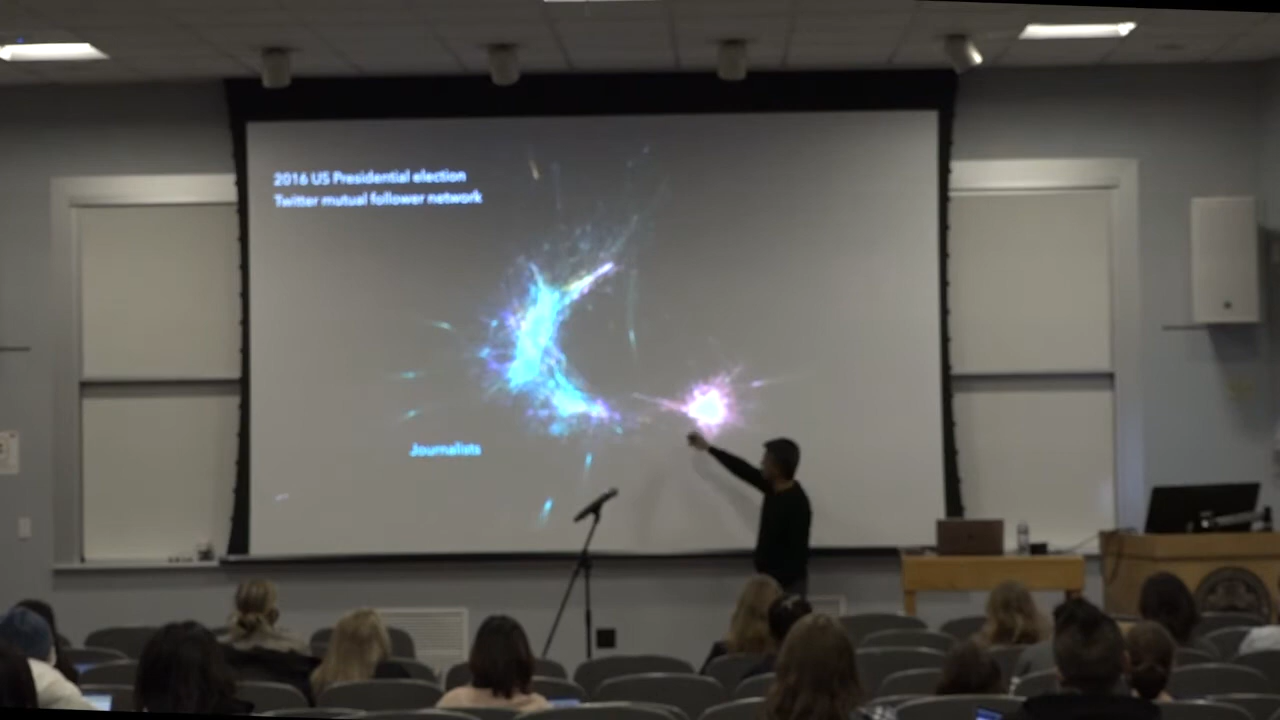 2016 US Presidential election
Twitter mutual follower network
Journalists